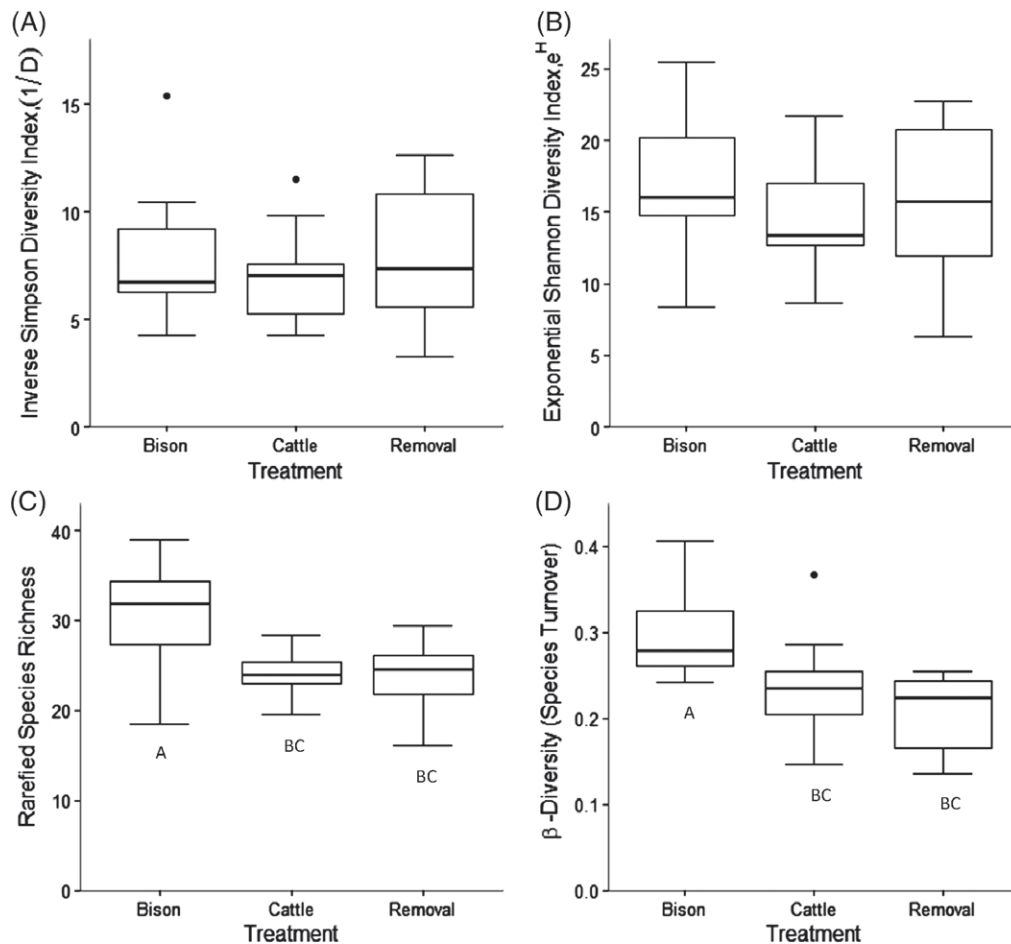 (A)
Inverse Simpson Diversity Index,(1/D)
15
10
5
0
Bison Cattle Removal
Treatment
(B)
Exponential Shannon Diversity Index,e^H
25
20
15
10
5
0
Bison Cattle Removal
Treatment
(C)
Rarefied Species Richness
40
30
20
10
0
A
BC
BC
Bison Cattle Removal
Treatment
(D)
β -Diversity (Species Turnover)
0.4
0.3
0.2
0.1
0.0
A
BC
BC
Bison Cattle Removal
Treatment